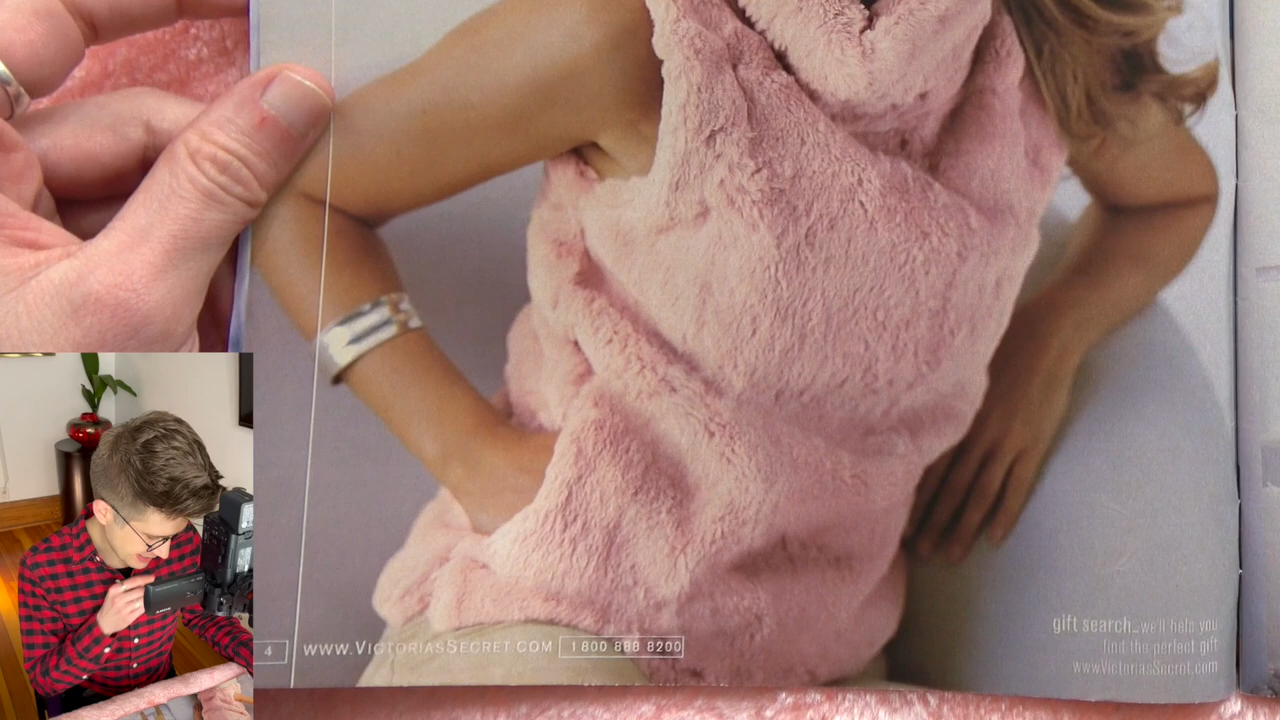 4
www.VictoriasSecret.com 1 800 888 8200
gift search...we'll help you
find the perfect gift
www.VictoriasSecret.com